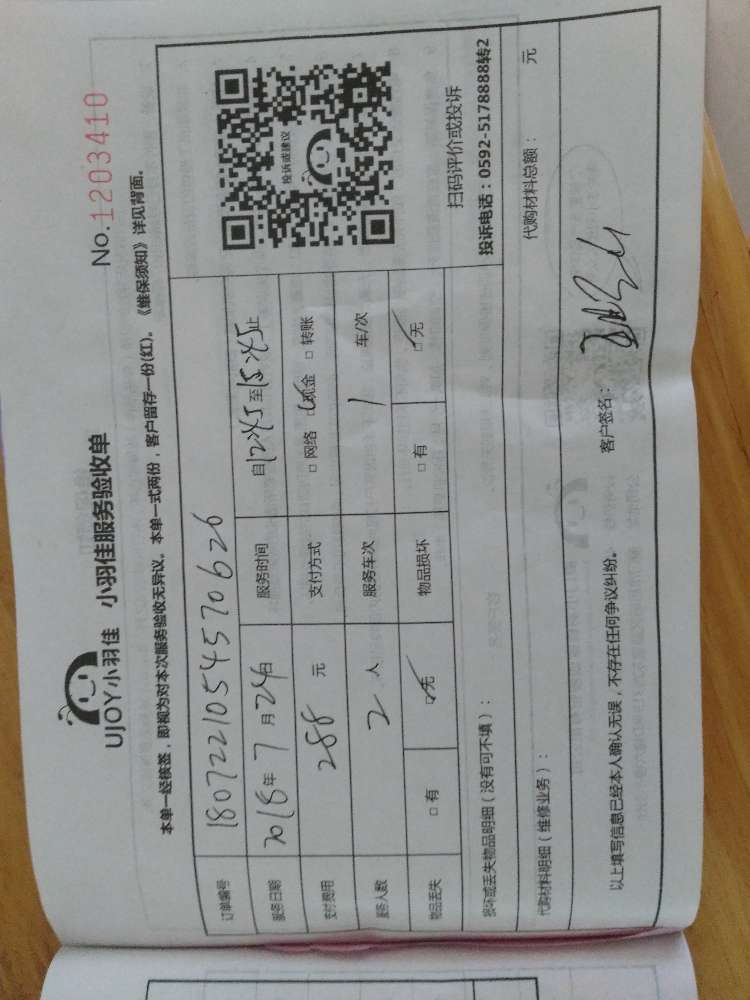 UJOY小羽佳 小羽佳服务验收单
No.1203410
本单一经核签，即视为对本次服务验收无异议。本单一式两份，客户留存一份(红)。《维保须知》详见背面。
订单编号 1807221054570626
服务日期 2018年7月24日 服务时间 自12:45至15:45止
支付费用 288元 支付方式 □网络 □现金 □转账
服务人数 2人 服务车次 1 车/次
物品丢失 □有 □无 物品损坏 □有 □无
投诉或建议
扫码评价或投诉
投诉电话：0592-5178888转2
损坏或丢失物品明细（没有可不填）：
代购材料明细（维修业务）： 代购材料总额： 元
以上填写信息已经本人确认无误，不存在任何争议纠纷。 客户签名：